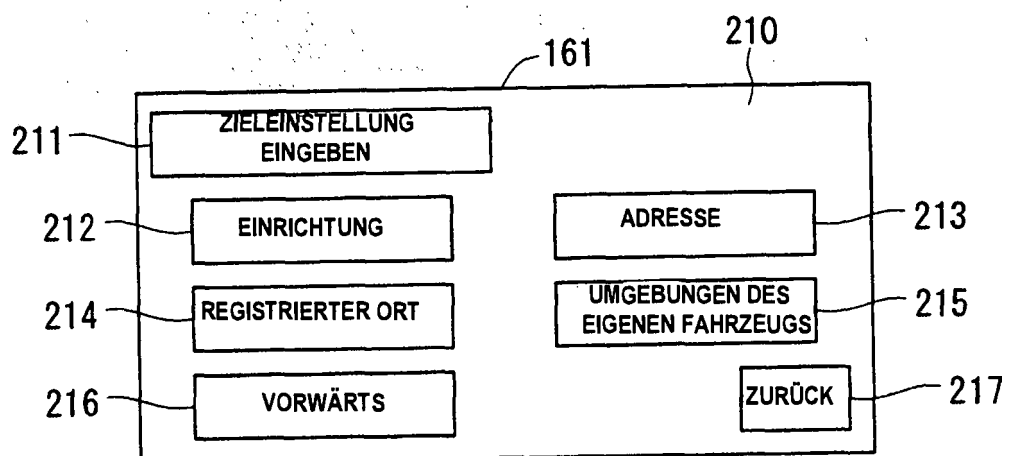 210
161
211
ZIELEINSTELLUNG
EINGEBEN
212
EINRICHTUNG
ADRESSE
213
214
REGISTRIERTER ORT
UMGEBUNGEN DES
EIGENEN FAHRZEUGS
215
216
VORWÄRTS
ZURÜCK
217